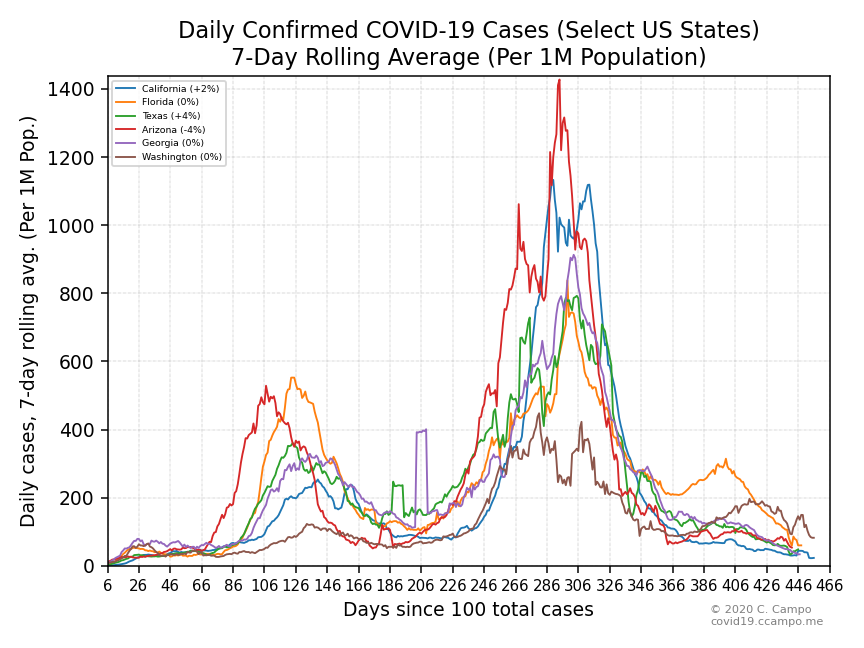 Daily Confirmed COVID-19 Cases (Select US States)
7-Day Rolling Average (Per 1M Population)
Daily cases, 7-day rolling avg. (Per 1M Pop.)
1400
1200
1000
800
600
400
200
0
California (+2%)
Florida (0%)
Texas (+4%)
Arizona (-4%)
Georgia (0%)
Washington (0%)
6 26 46 66 86 106 126 146 166 186 206 226 246 266 286 306 326 346 366 386 406 426 446 466
Days since 100 total cases
© 2020 C. Campo
covid19.ccampo.me